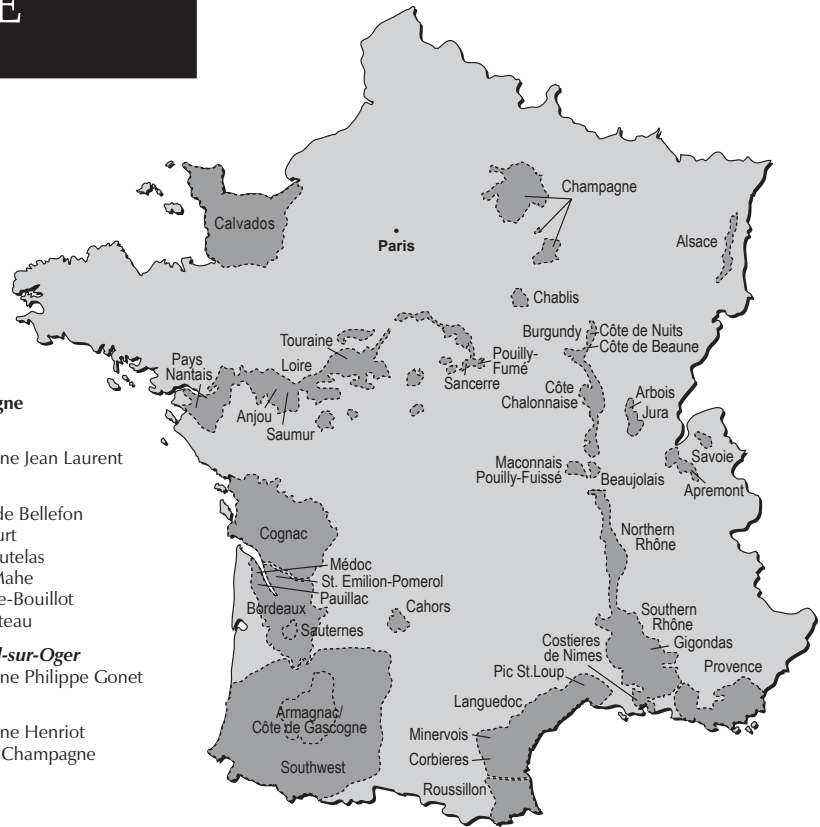 E
gne
ne Jean Laurent
de Bellefon
urt
utelas
Mahe
e-Bouillot
teau
l-sur-Oger
ne Philippe Gonet
ne Henriot
Champagne
Calvados
Paris
Champagne
Alsace
Chablis
Touraine
Loire
Pays
Nantais
Anjou
Saumur
Pouilly-
Fumé
Sancerre
Burgundy
Côte de Nuits
Côte de Beaune
Côte
Chalonnaise
Arbois
Jura
Savoie
Apremont
Maconnais
Pouilly-Fuissé
Beaujolais
Northern
Rhône
Cognac
Médoc
St. Emilion-Pomerol
Pauillac
Bordeaux
Sauternes
Cahors
Southern
Rhône
Gigondas
Costieres
de Nimes
Provence
Pic St.Loup
Languedoc
Armagnac/
Côte de Gascogne
Minervois
Corbieres
Southwest
Roussillon